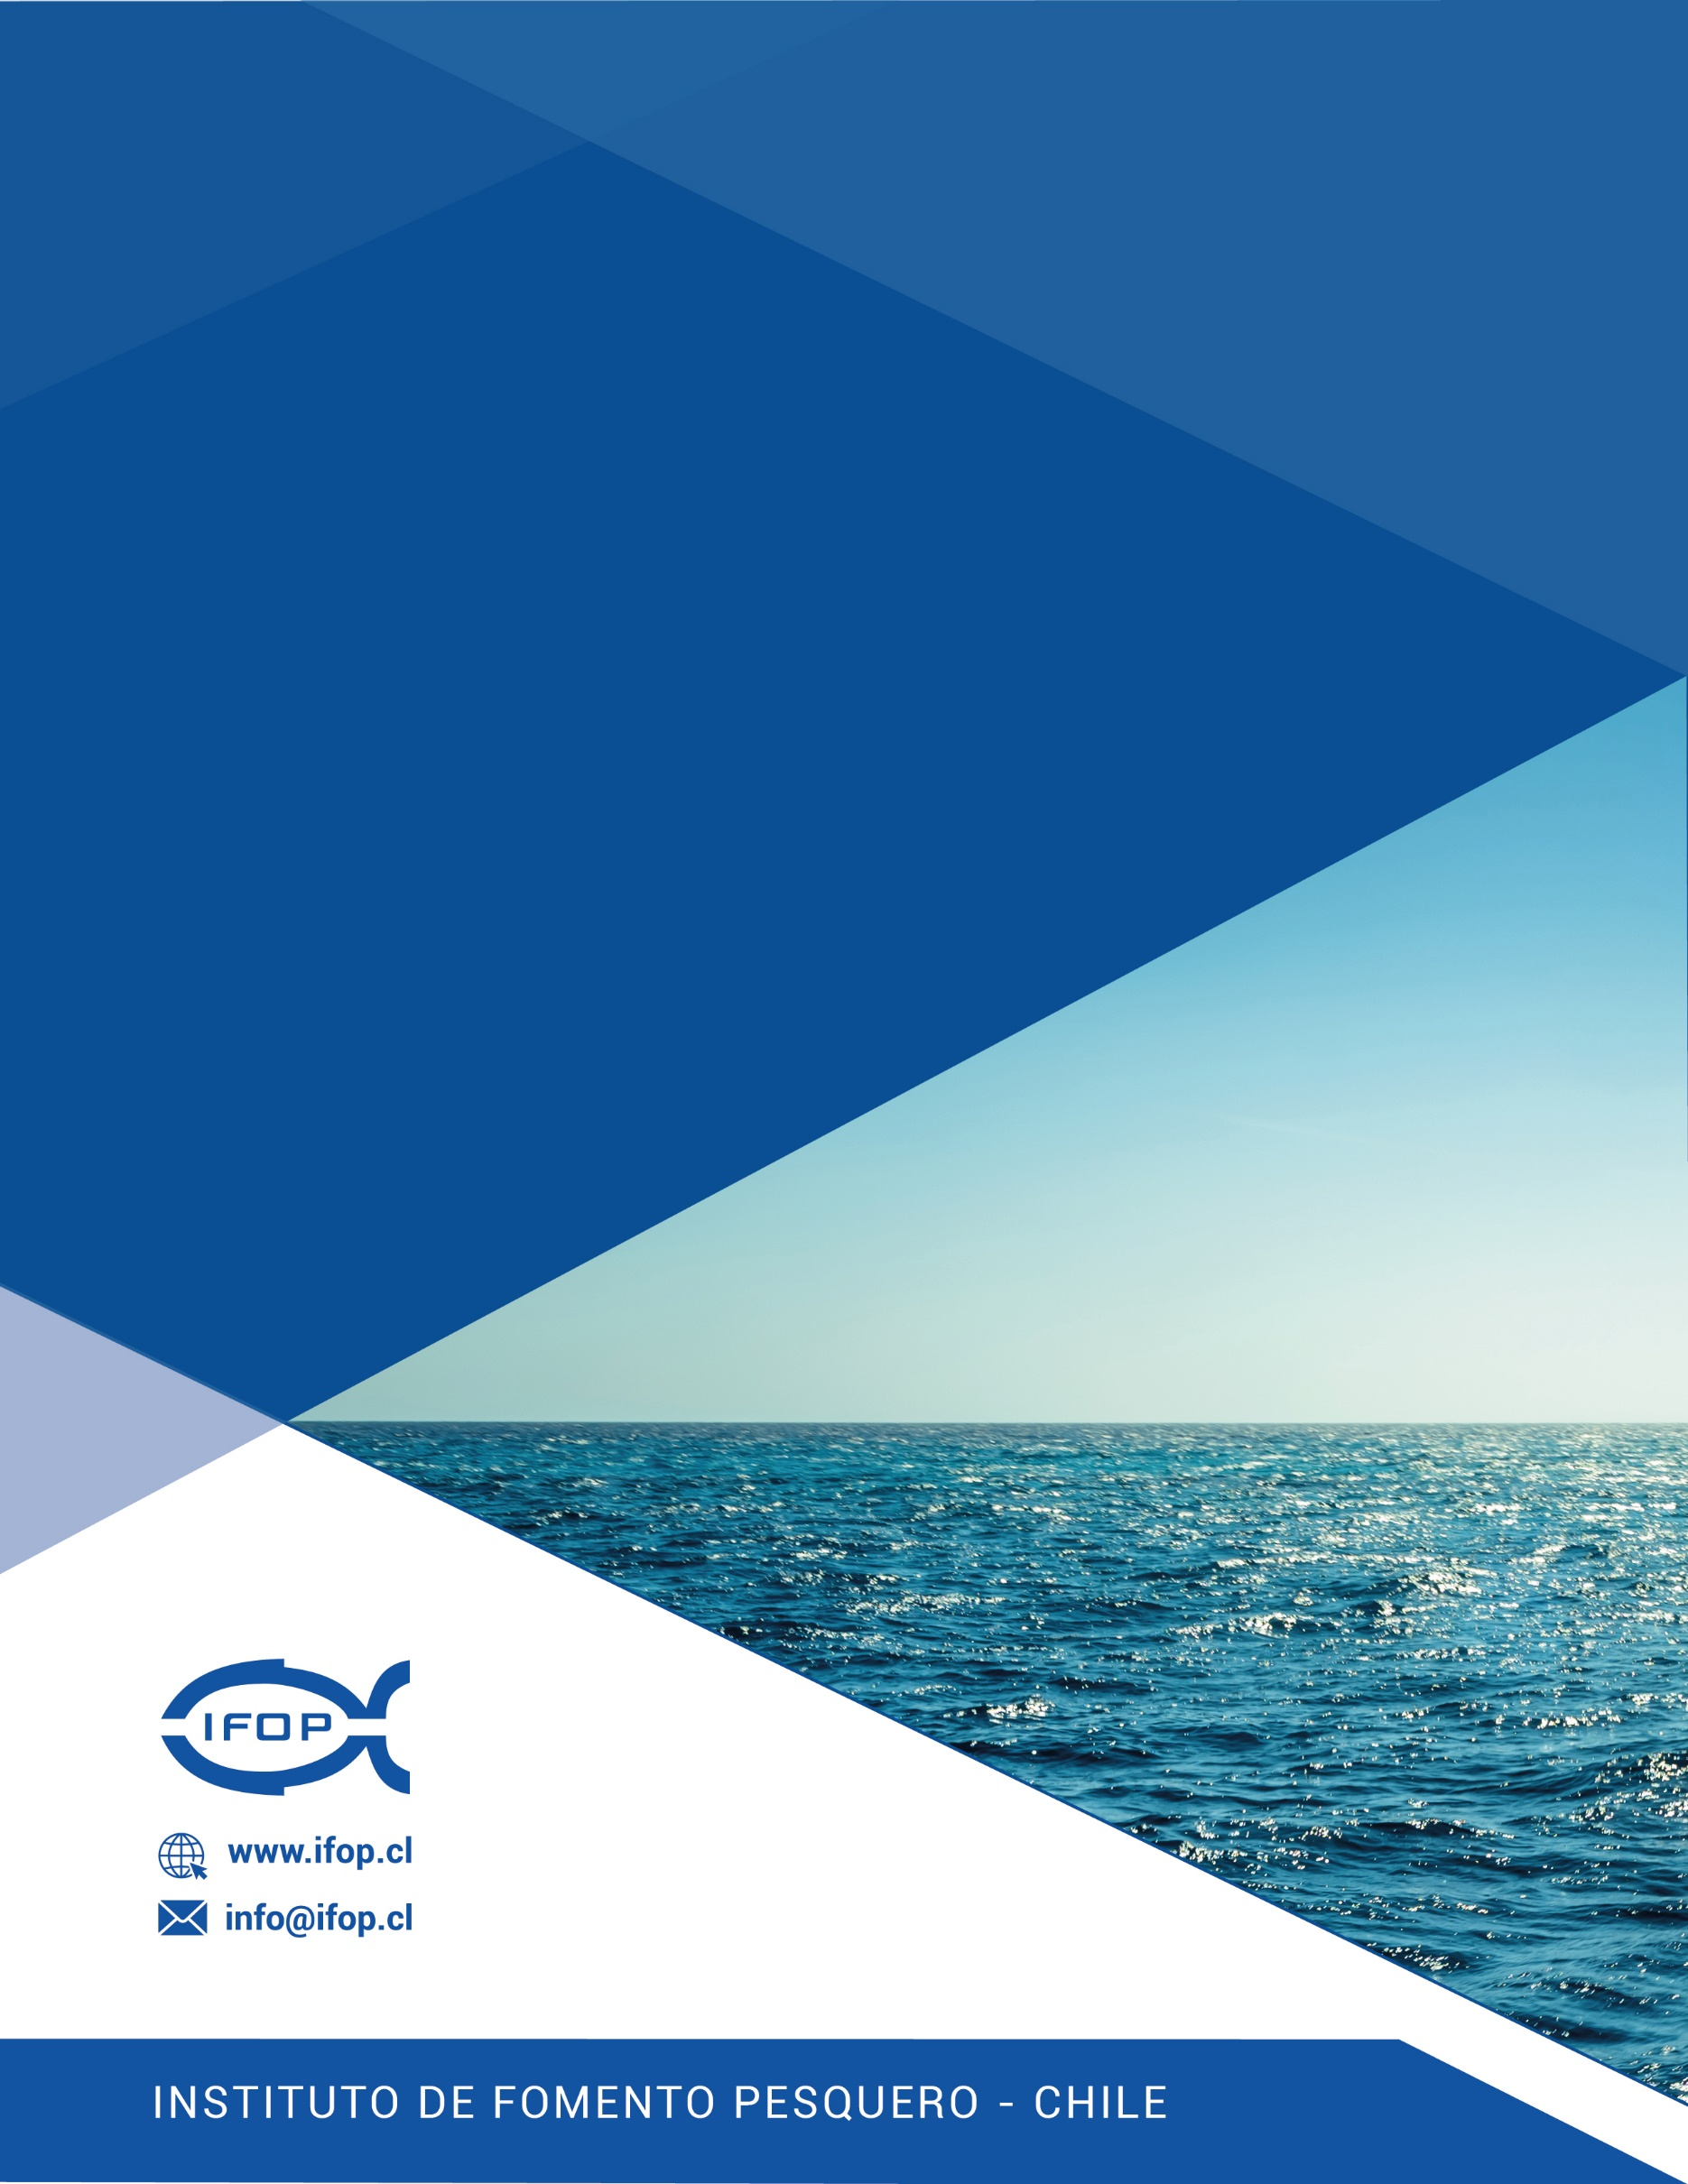 IFOP
www.ifop.cl
info@ifop.cl
INSTITUTO DE FOMENTO PESQUERO - CHILE